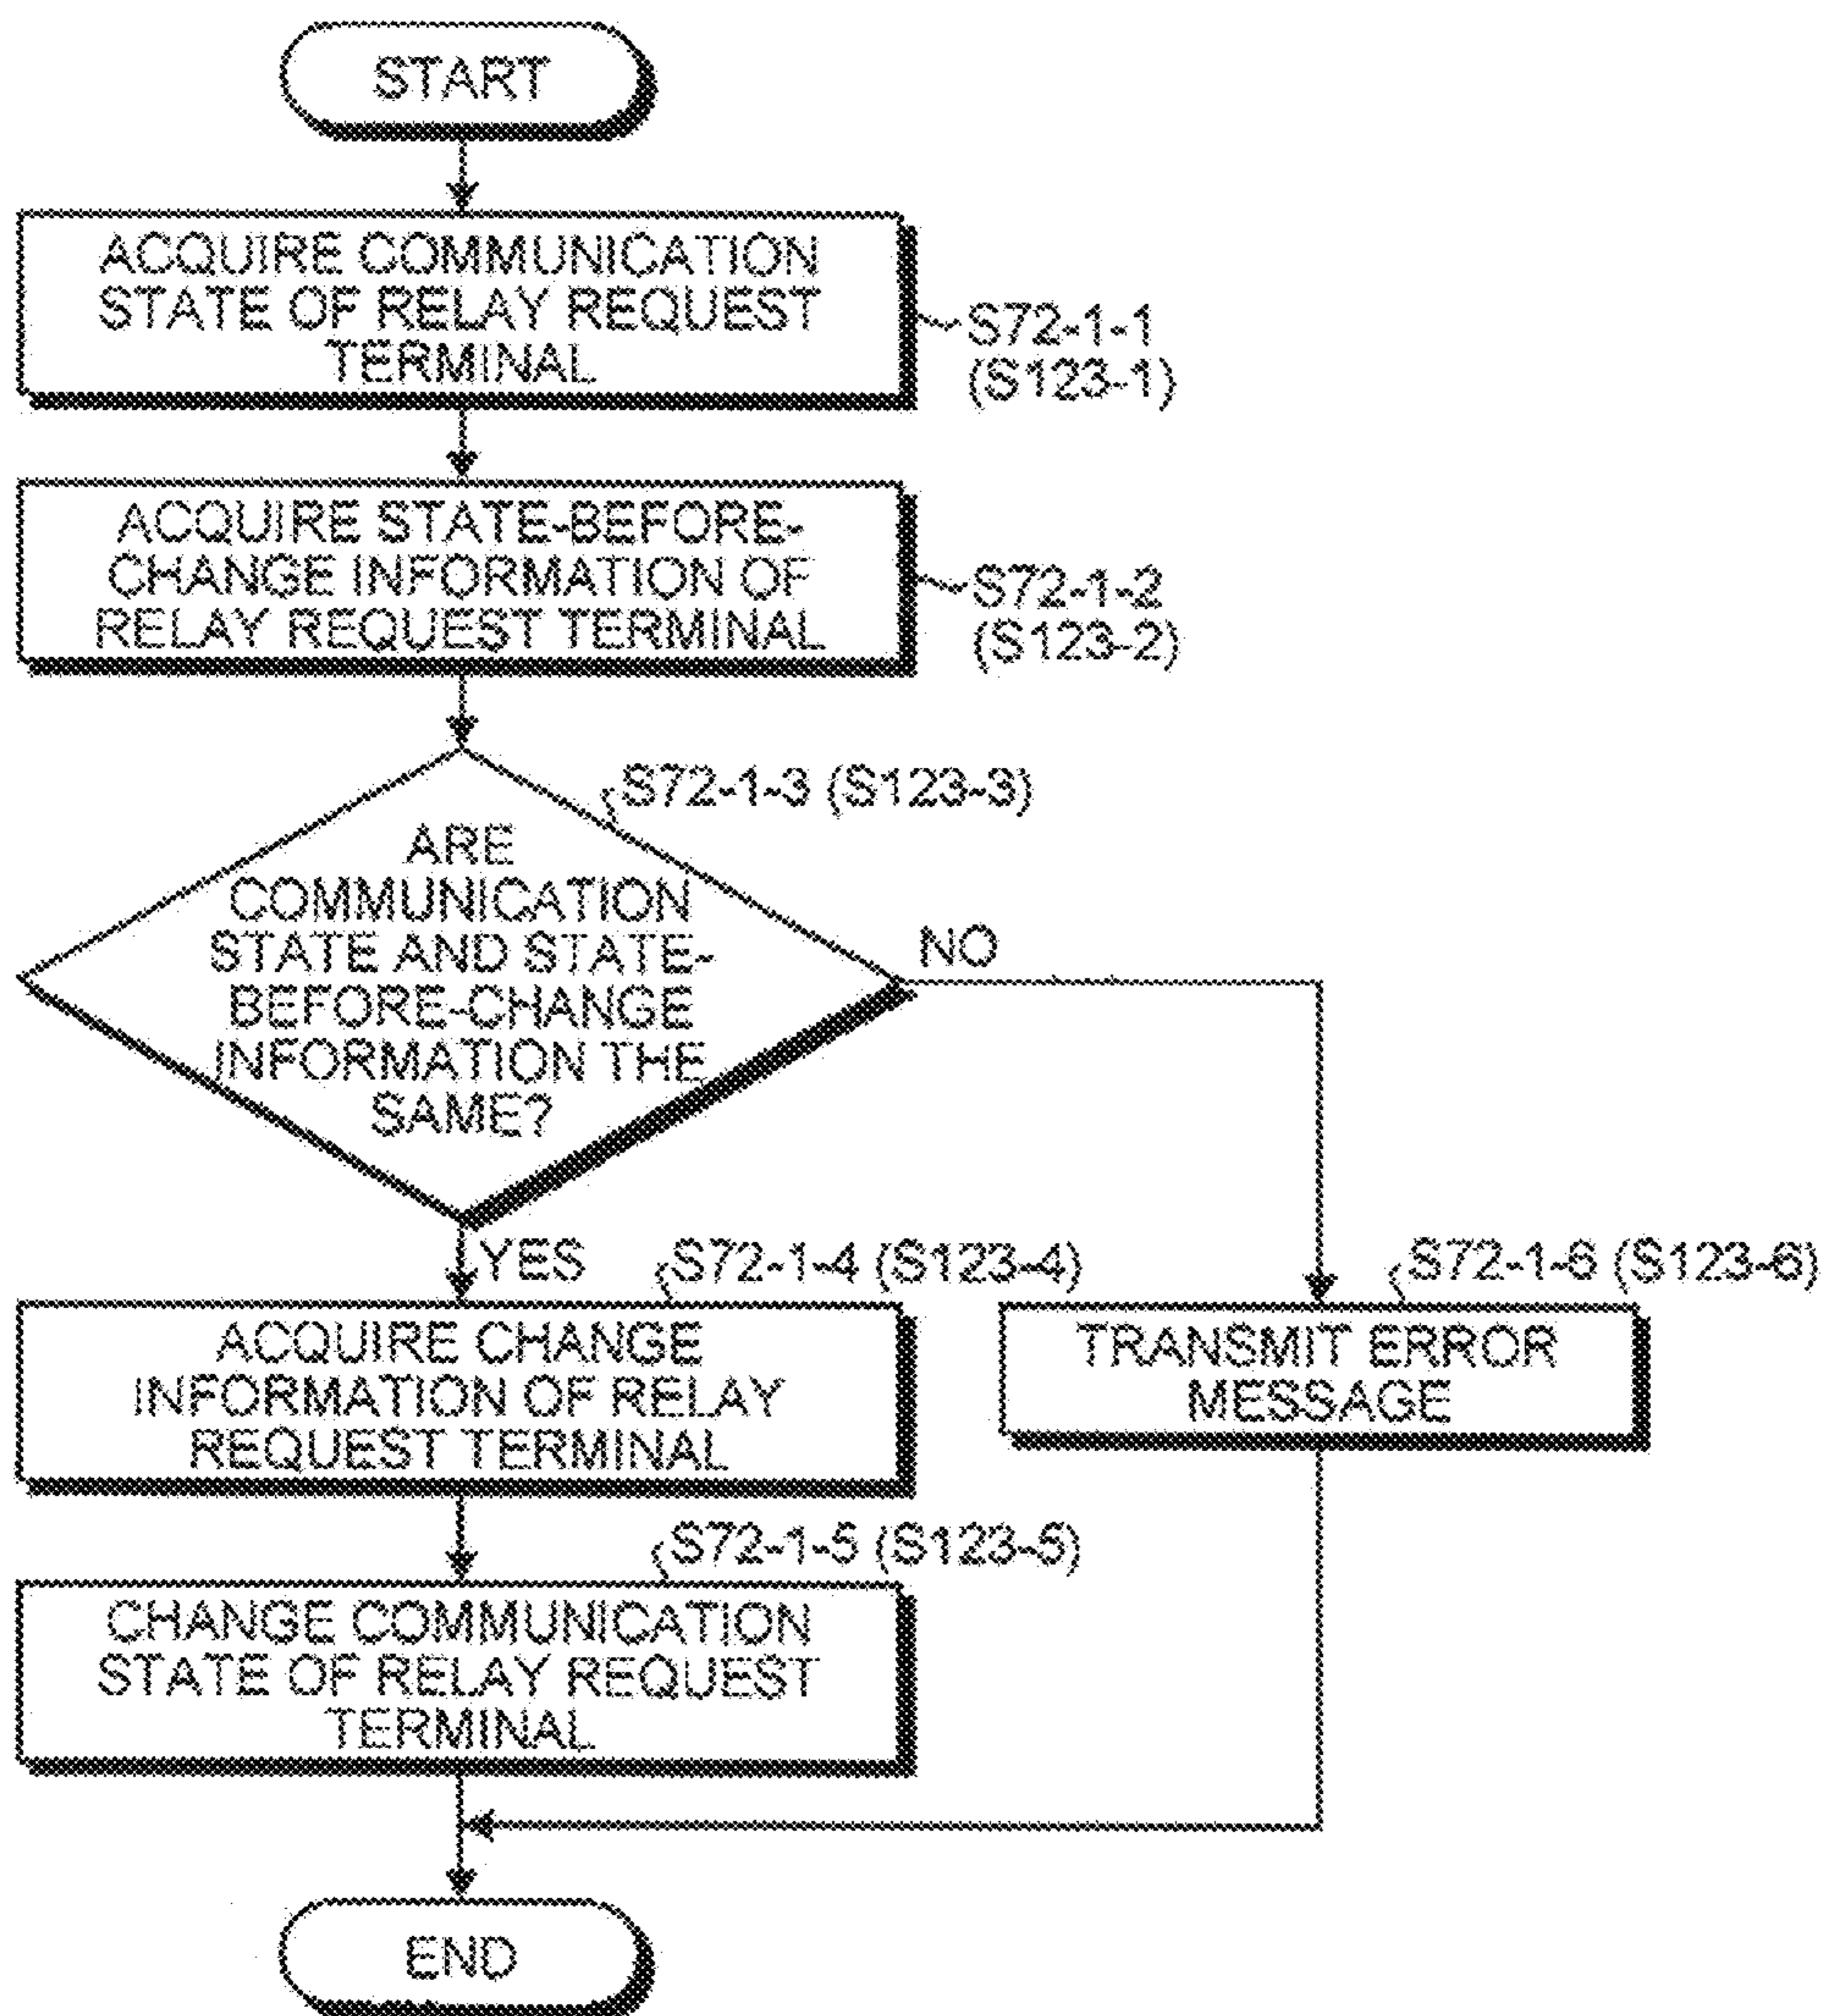 START
ACQUIRE COMMUNICATION
STATE OF RELAY REQUEST
TERMINAL
S72-1-1
(S123-1)
ACQUIRE STATE-BEFORE-
CHANGE INFORMATION OF
RELAY REQUEST TERMINAL
S72-1-2
(S123-2)
S72-1-3 (S123-3)
ARE
COMMUNICATION
STATE AND STATE-
BEFORE-CHANGE
INFORMATION THE
SAME?
NO
YES
S72-1-4 (S123-4)
ACQUIRE CHANGE
INFORMATION OF RELAY
REQUEST TERMINAL
S72-1-6 (S123-6)
TRANSMIT ERROR
MESSAGE
S72-1-5 (S123-5)
CHANGE COMMUNICATION
STATE OF RELAY REQUEST
TERMINAL
END